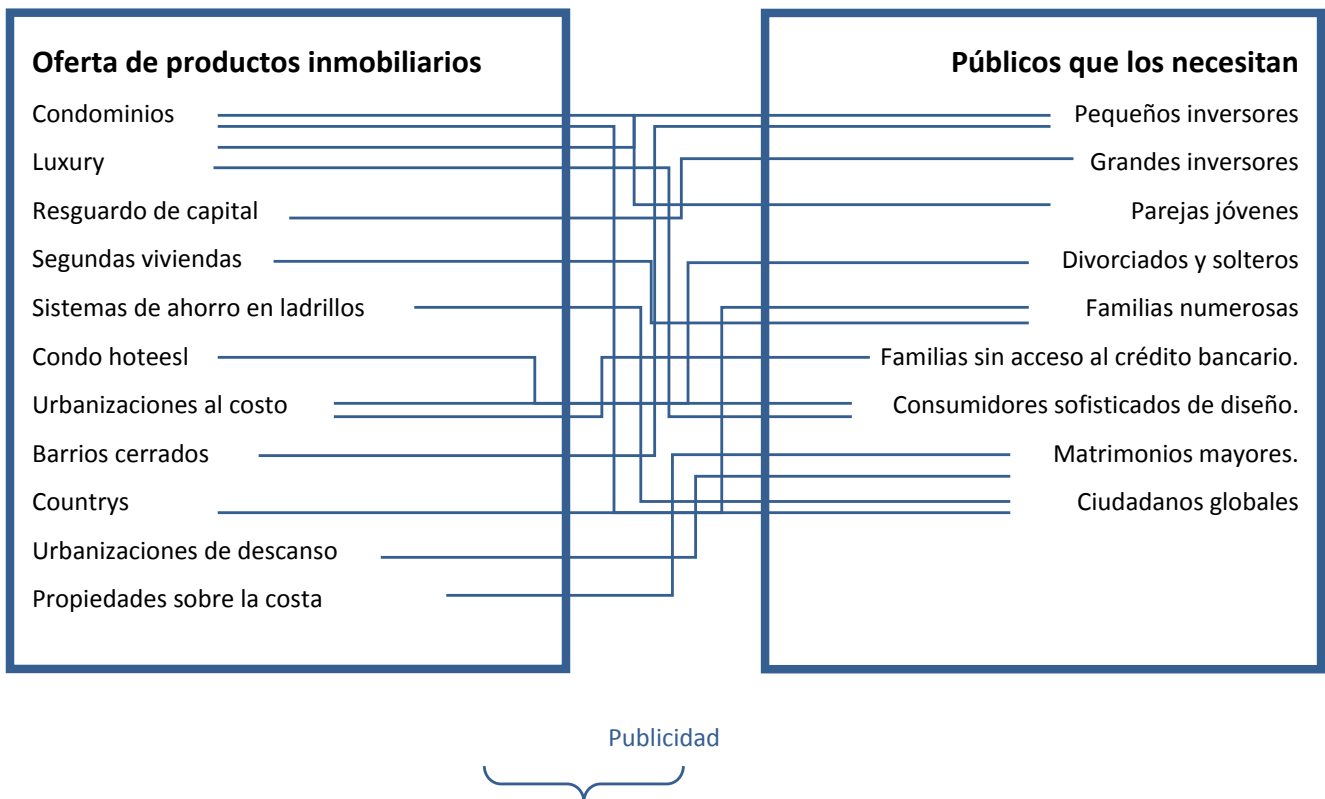 Oferta de productos inmobiliarios
Condominios
Luxury
Resguardo de capital
Segundas viviendas
Sistemas de ahorro en ladrillos
Condo hoteesl
Urbanizaciones al costo
Barrios cerrados
Countrys
Urbanizaciones de descanso
Propiedades sobre la costa
Públicos que los necesitan
Pequeños inversores
Grandes inversores
Parejas jóvenes
Divorciados y solteros
Familias numerosas
Familias sin acceso al crédito bancario.
Consumidores sofisticados de diseño.
Matrimonios mayores.
Ciudadanos globales
Publicidad